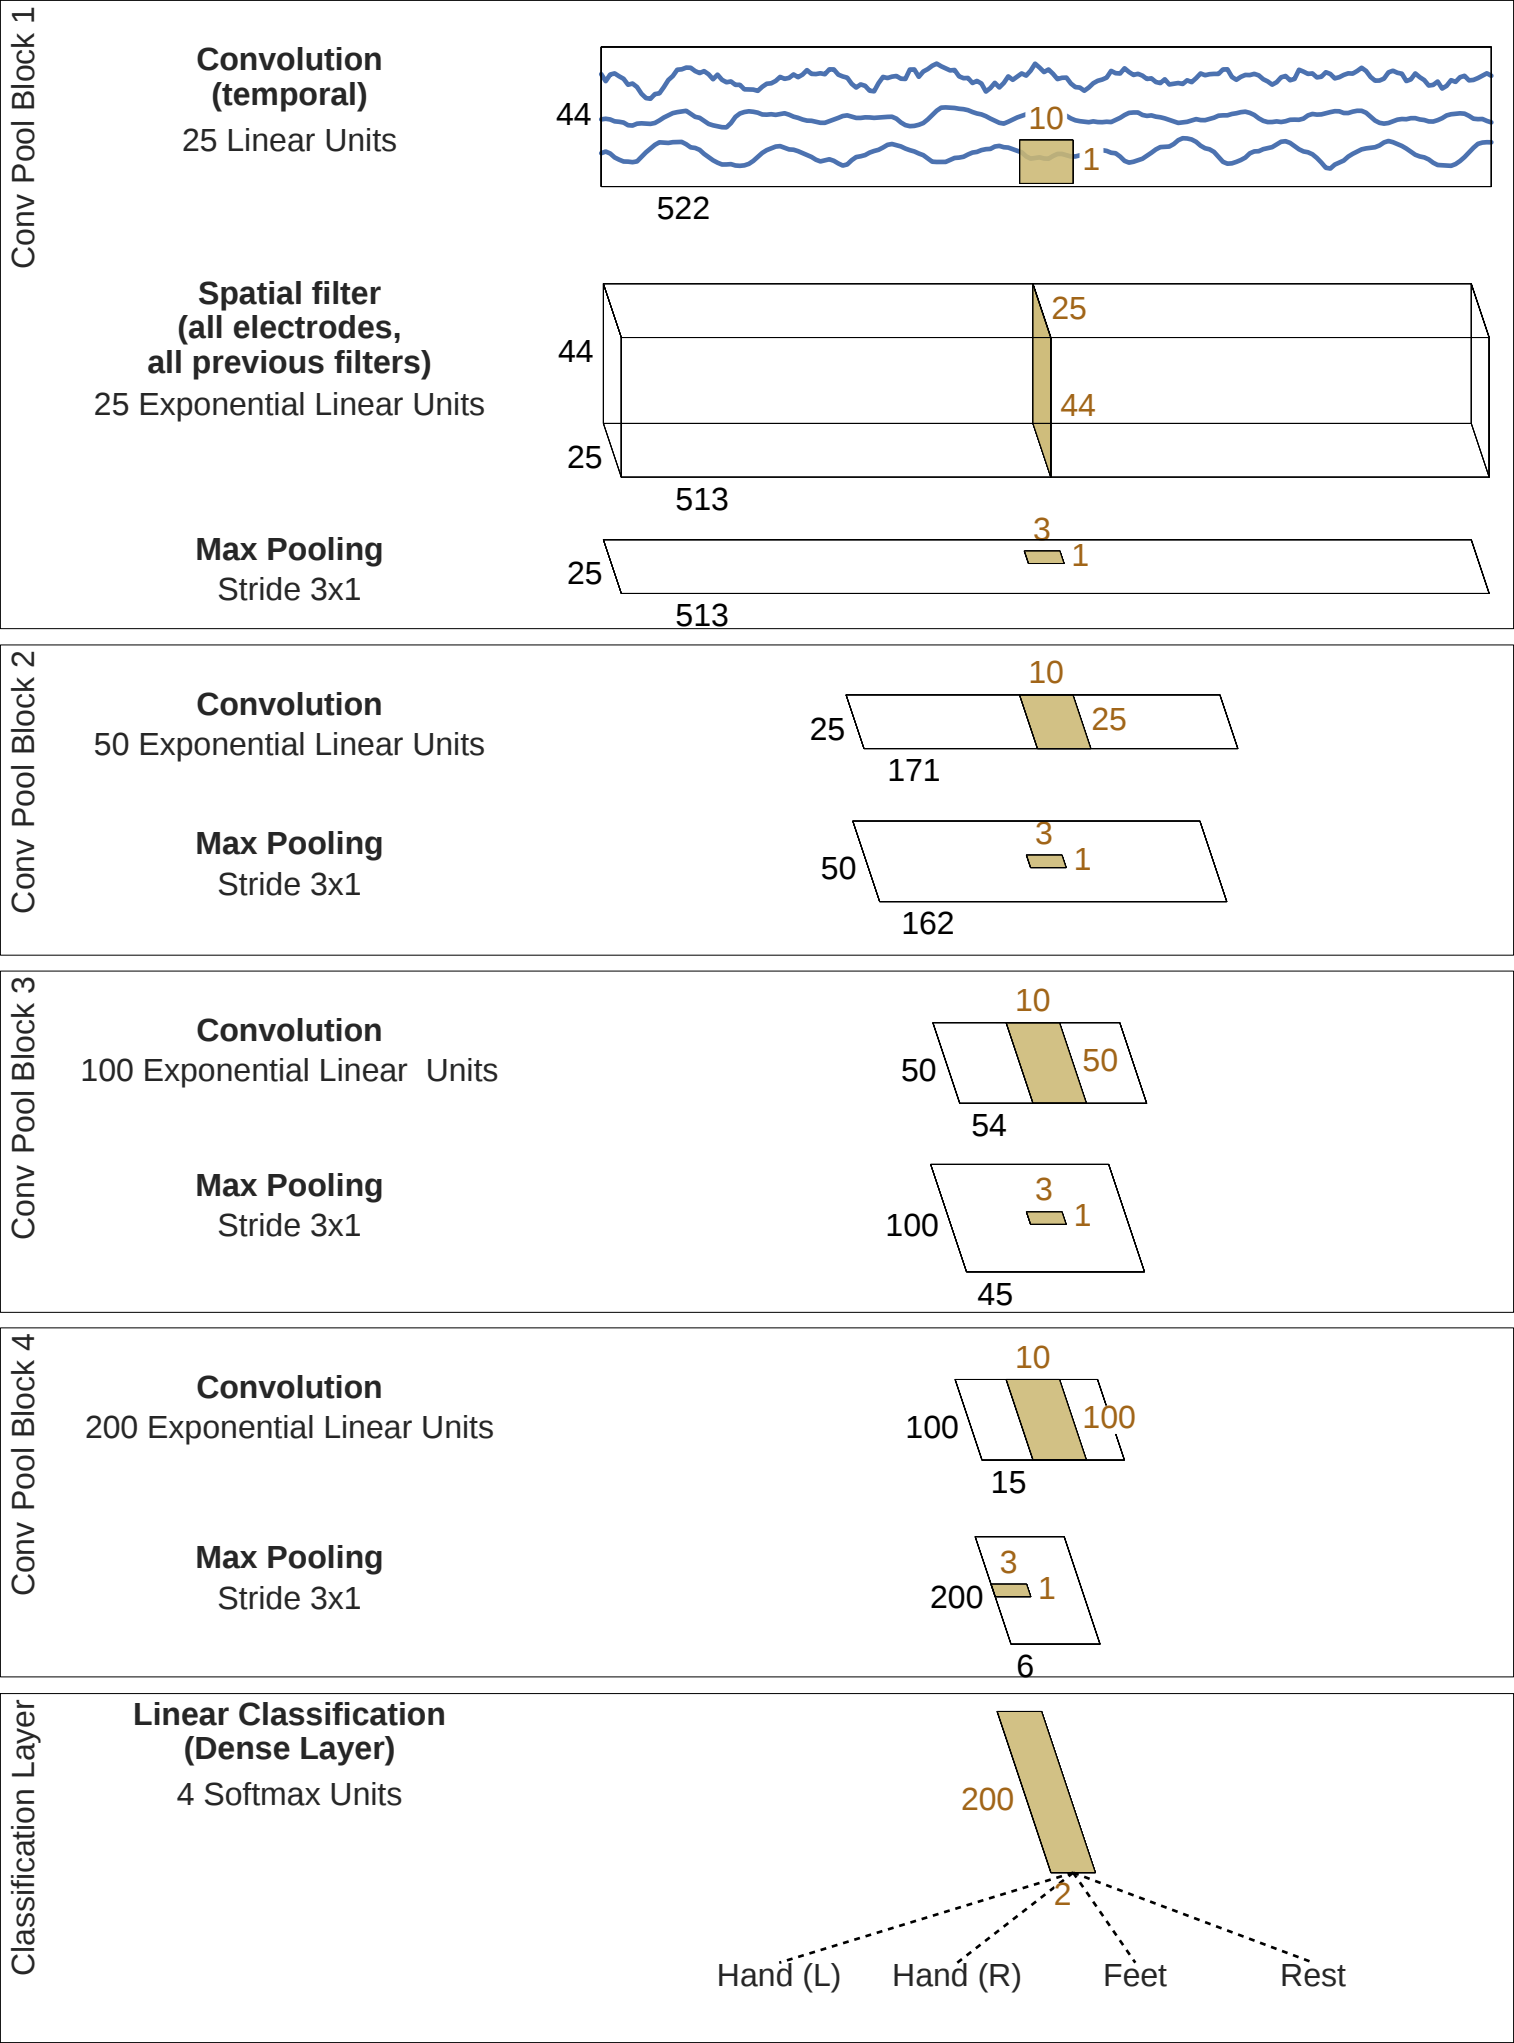 Conv Pool Block 1
Convolution
(temporal)
25 Linear Units
44
10
1
522
Spatial filter
(all electrodes,
all previous filters)
25 Exponential Linear Units
44
25
25
44
513
Max Pooling
Stride 3x1
25
3
1
513
Conv Pool Block 2
Convolution
50 Exponential Linear Units
25
10
25
171
Max Pooling
Stride 3x1
50
3
1
162
Conv Pool Block 3
Convolution
100 Exponential Linear Units
50
10
50
54
Max Pooling
Stride 3x1
100
3
1
45
Conv Pool Block 4
Convolution
200 Exponential Linear Units
100
10
100
15
Max Pooling
Stride 3x1
200
3
1
6
Classification Layer
Linear Classification
(Dense Layer)
4 Softmax Units
200
2
Hand (L) Hand (R) Feet Rest